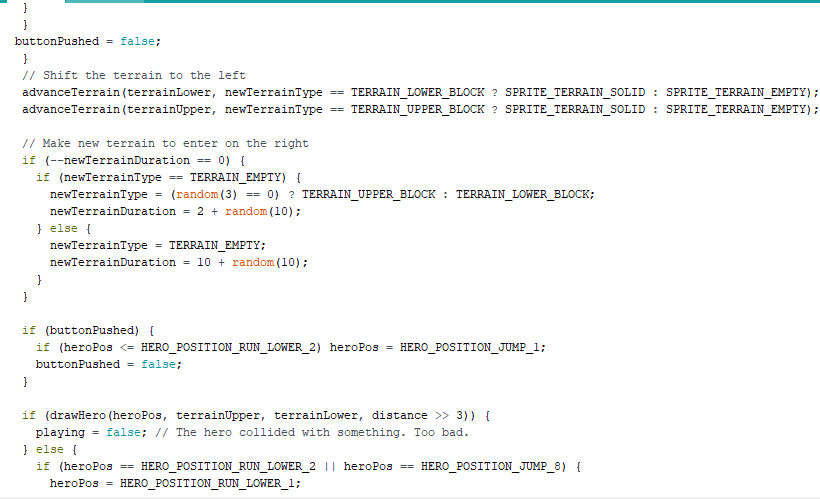 }
}
buttonPushed = false;
}
// Shift the terrain to the left
advanceTerrain(terrainLower, newTerrainType == TERRAIN_LOWER_BLOCK ? SPRITE_TERRAIN_SOLID : SPRITE_TERRAIN_EMPTY);
advanceTerrain(terrainUpper, newTerrainType == TERRAIN_UPPER_BLOCK ? SPRITE_TERRAIN_SOLID : SPRITE_TERRAIN_EMPTY);
// Make new terrain to enter on the right
if (--newTerrainDuration == 0) {
if (newTerrainType == TERRAIN_EMPTY) {
newTerrainType = (random(3) == 0) ? TERRAIN_UPPER_BLOCK : TERRAIN_LOWER_BLOCK;
newTerrainDuration = 2 + random(10);
} else {
newTerrainType = TERRAIN_EMPTY;
newTerrainDuration = 10 + random(10);
}
}
if (buttonPushed) {
if (heroPos <= HERO_POSITION_RUN_LOWER_2) heroPos = HERO_POSITION_JUMP_1;
buttonPushed = false;
}
if (drawHero(heroPos, terrainUpper, terrainLower, distance >> 3)) {
playing = false; // The hero collided with something. Too bad.
} else {
if (heroPos == HERO_POSITION_RUN_LOWER_2 || heroPos == HERO_POSITION_JUMP_8) {
heroPos = HERO_POSITION_RUN_LOWER_1;